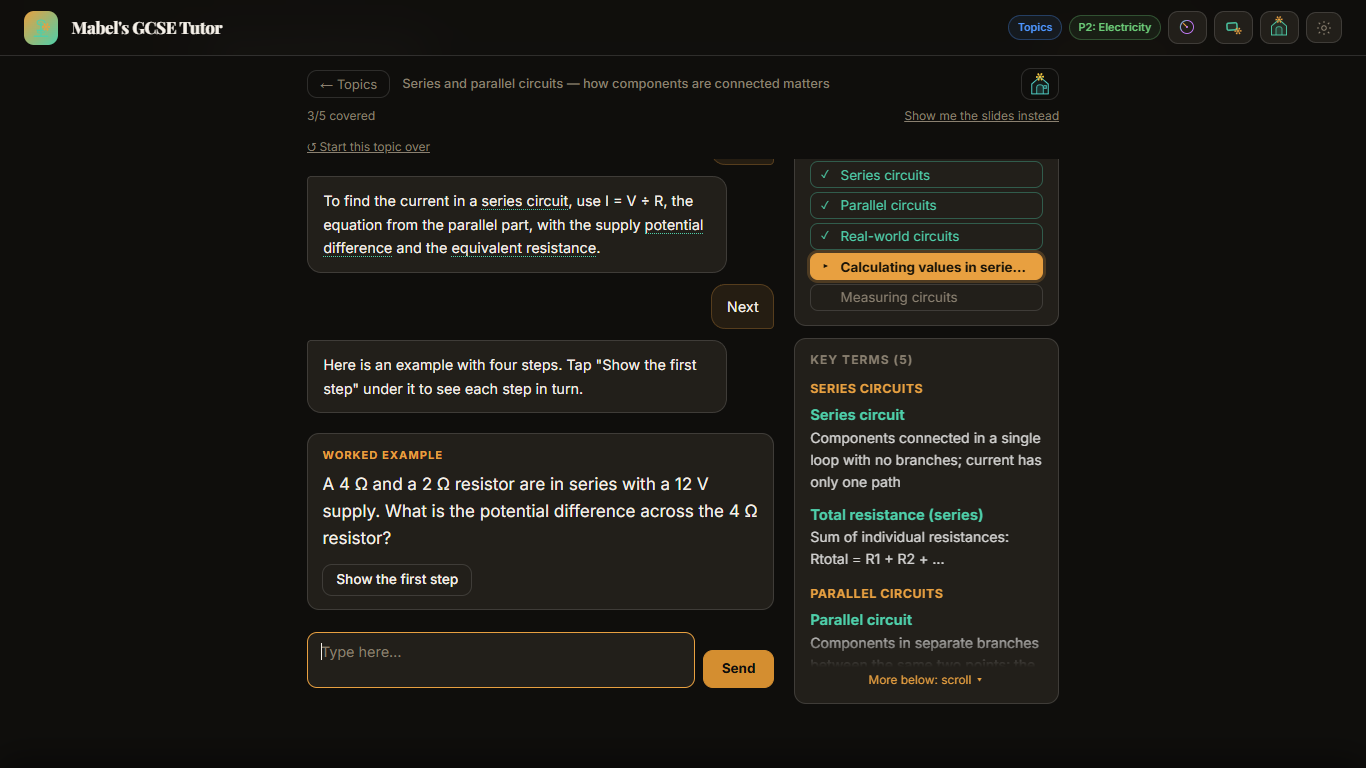 Mabel's GCSE Tutor
Topics
P2: Electricity
← Topics
Series and parallel circuits — how components are connected matters
3/5 covered
Show me the slides instead
↺ Start this topic over
To find the current in a series circuit, use I = V ÷ R, the
equation from the parallel part, with the supply potential
difference and the equivalent resistance.
Next
Here is an example with four steps. Tap "Show the first
step" under it to see each step in turn.
WORKED EXAMPLE
A 4 Ω and a 2 Ω resistor are in series with a 12 V
supply. What is the potential difference across the 4 Ω
resistor?
Show the first step
Type here...
Send
✓ Series circuits
✓ Parallel circuits
✓ Real-world circuits
▸ Calculating values in serie...
Measuring circuits
KEY TERMS (5)
SERIES CIRCUITS
Series circuit
Components connected in a single
loop with no branches; current has
only one path
Total resistance (series)
Sum of individual resistances:
Rtotal = R1 + R2 + ...
PARALLEL CIRCUITS
Parallel circuit
Components in separate branches
between the same two points; the
More below: scroll ▾